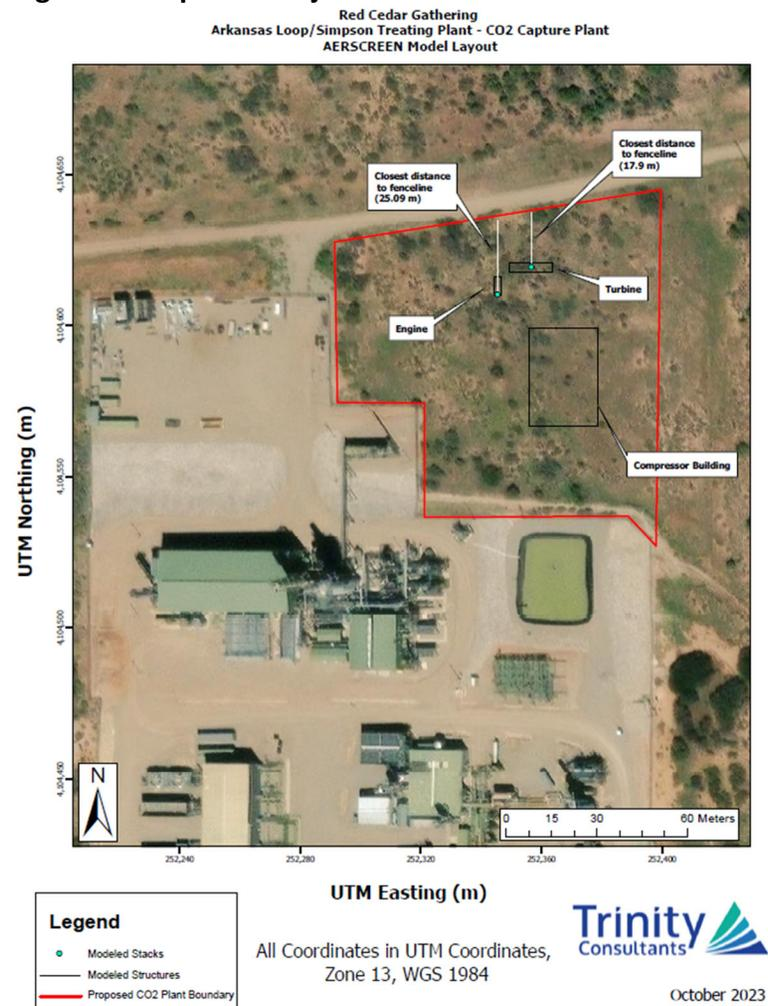 Red Cedar Gathering
Arkansas Loop/Simpson Treating Plant - CO2 Capture Plant
AERSCREEN Model Layout
Closest distance
to fenceline
(17.9 m)
Closest distance
to fenceline
(25.09 m)
Turbine
Engine
Compressor Building
UTM Northing (m)
4,104,650
4,104,600
4,104,550
4,104,500
4,104,450
N
0 15 30 60 Meters
252,240 252,280 252,320 252,360 252,400
UTM Easting (m)
Legend
Modeled Stacks
Modeled Structures
Proposed CO2 Plant Boundary
All Coordinates in UTM Coordinates,
Zone 13, WGS 1984
Trinity
Consultants
October 2023